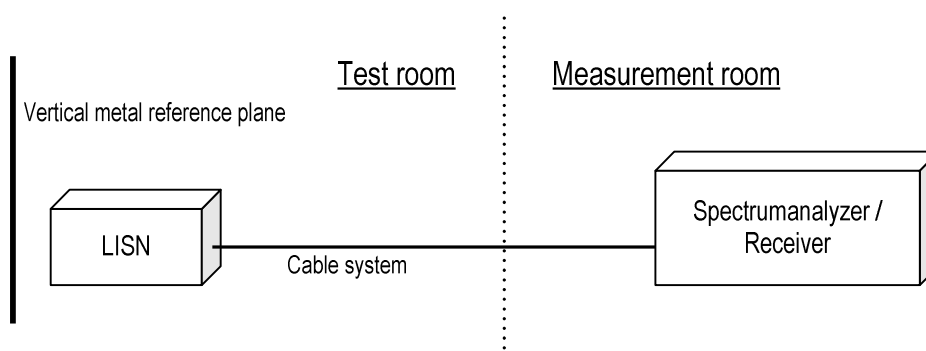 Test room
Measurement room
Vertical metal reference plane
LISN
Cable system
Spectrumanalyzer /
Receiver